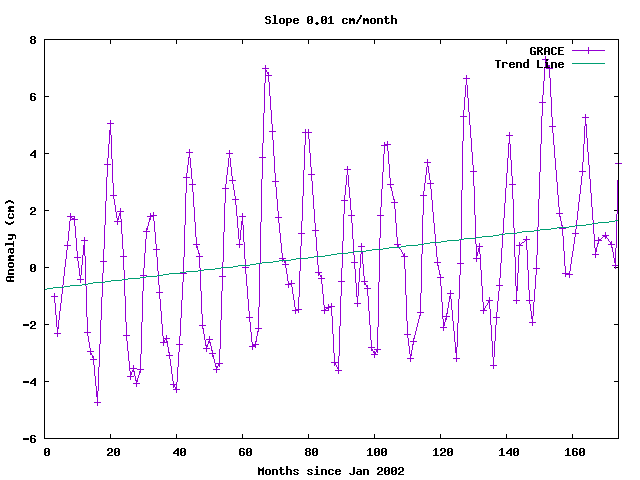 Slope 0.01 cm/month
GRACE
Trend Line
8
6
4
2
0
-2
-4
-6
Anomaly (cm)
0 20 40 60 80 100 120 140 160
Months since Jan 2002